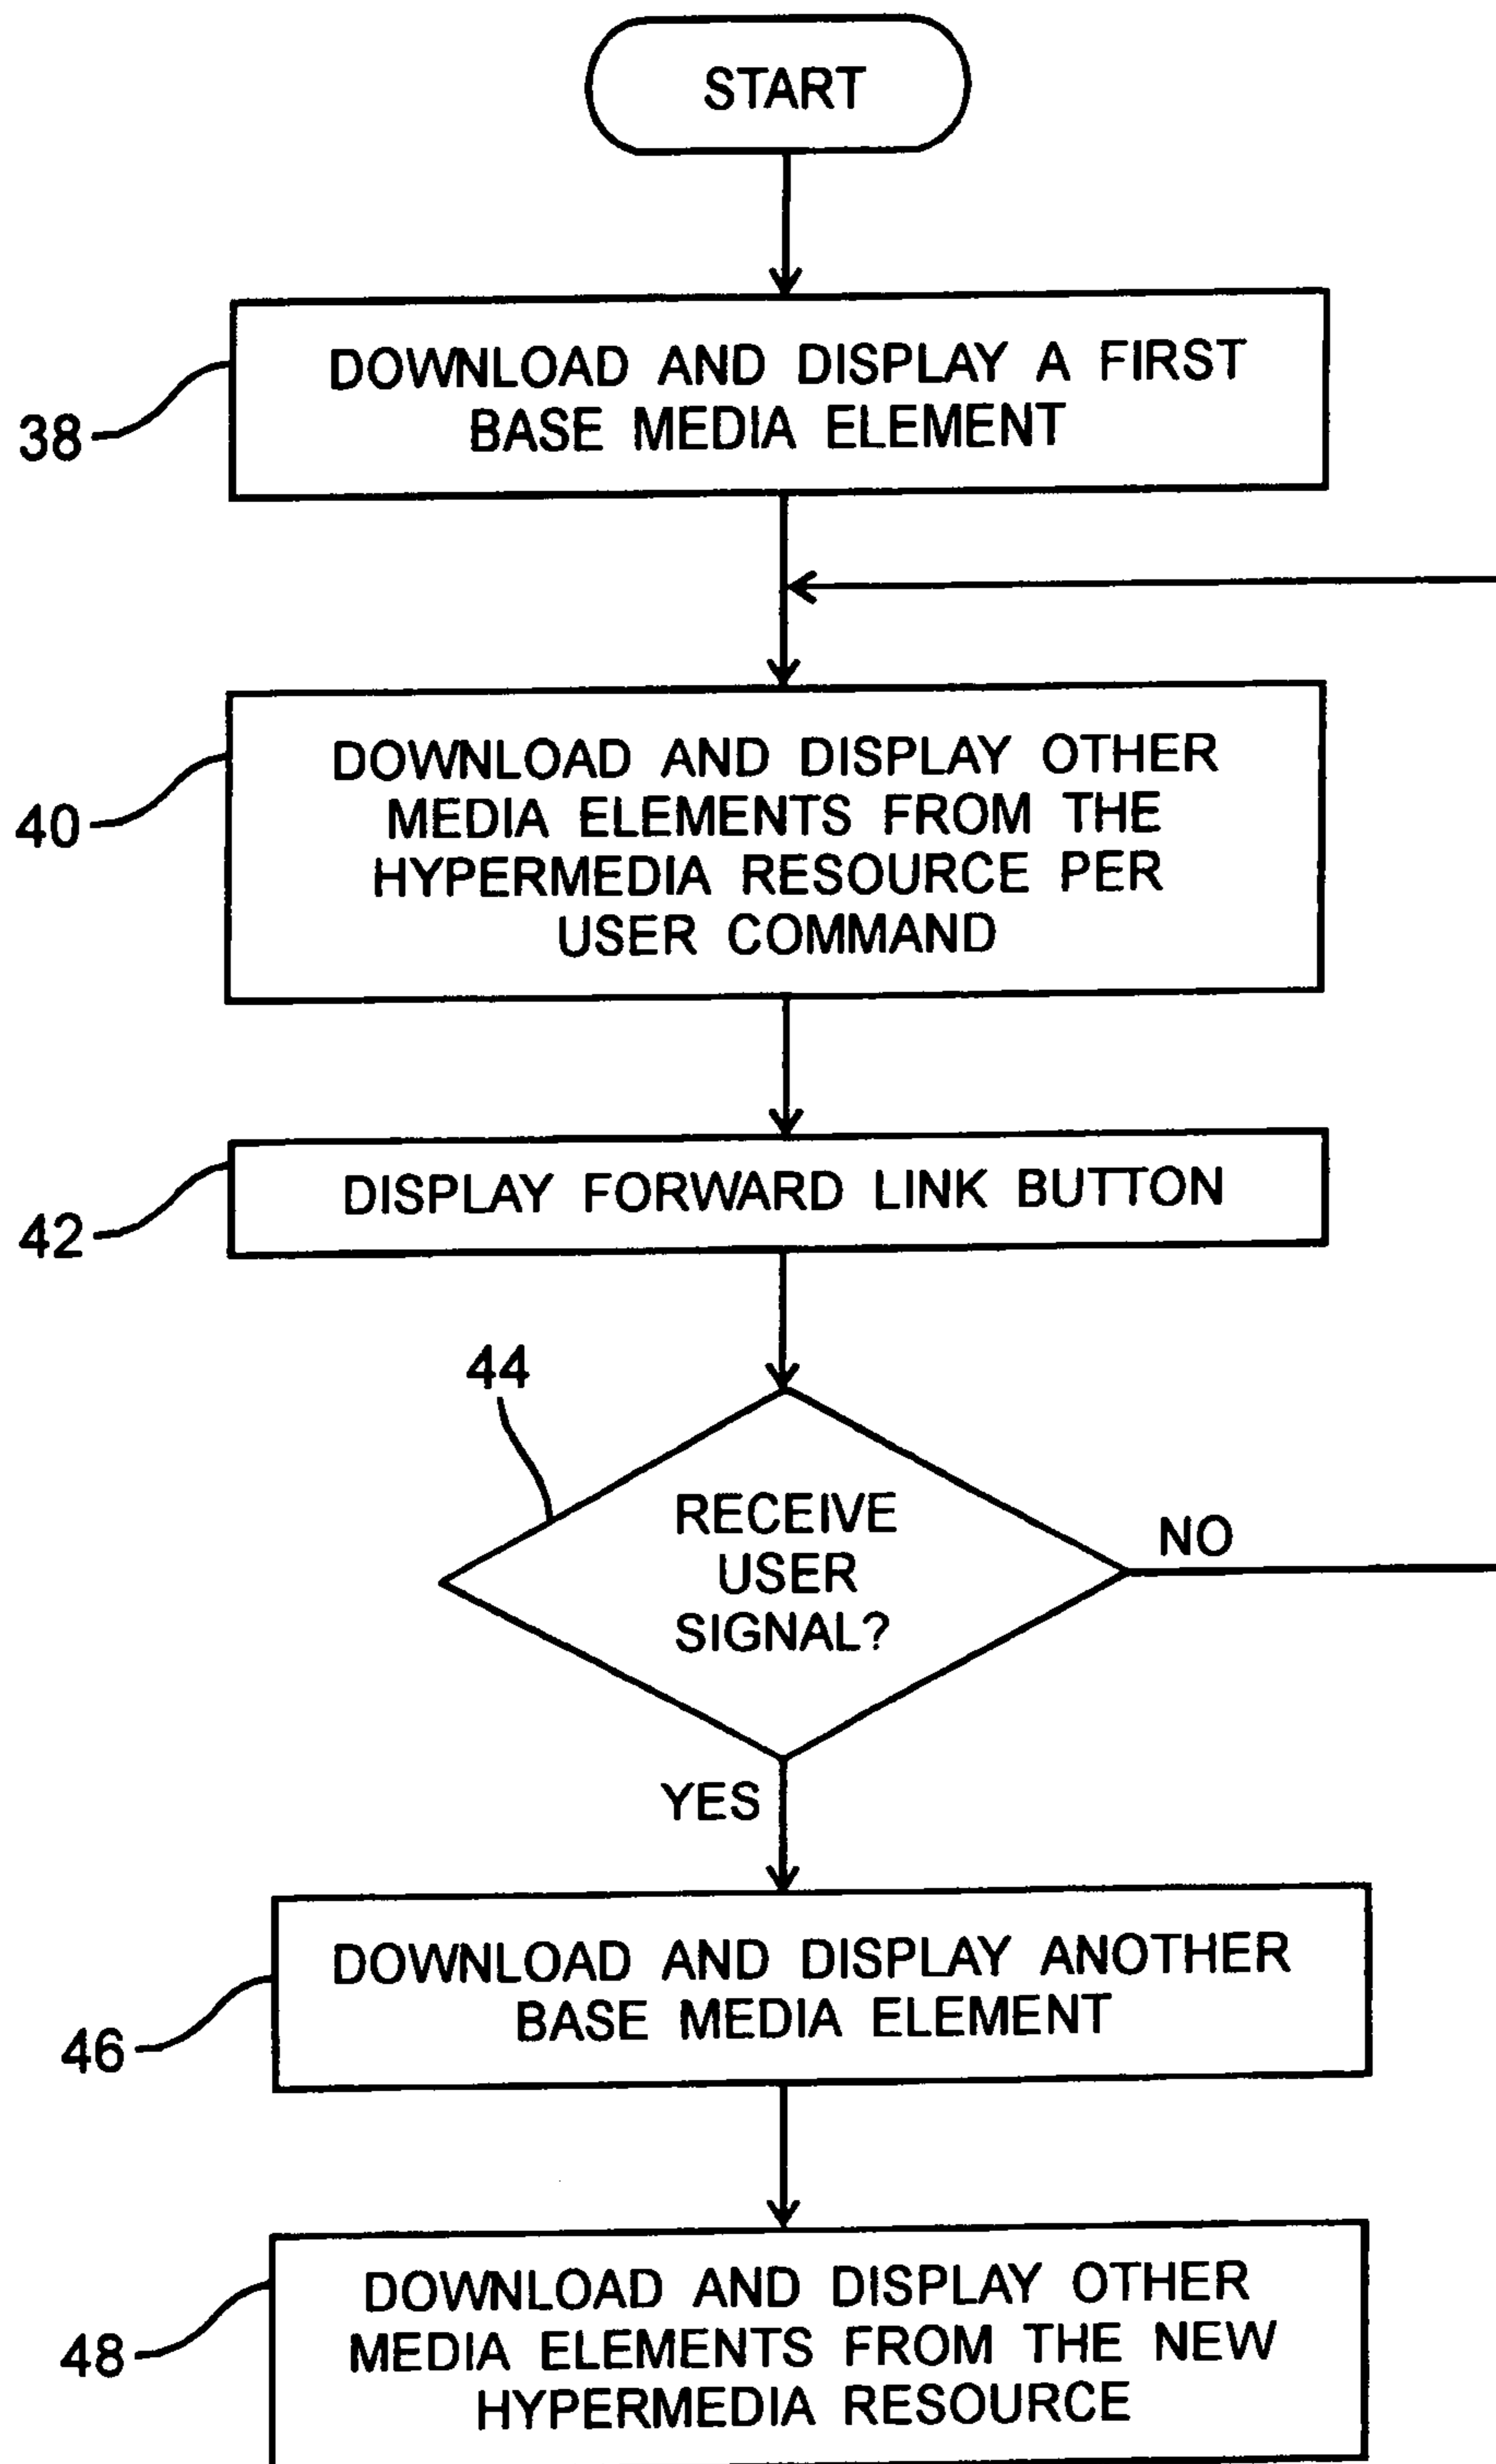 START
38
DOWNLOAD AND DISPLAY A FIRST
BASE MEDIA ELEMENT
40
DOWNLOAD AND DISPLAY OTHER
MEDIA ELEMENTS FROM THE
HYPERMEDIA RESOURCE PER
USER COMMAND
42
DISPLAY FORWARD LINK BUTTON
44
RECEIVE
USER
SIGNAL?
NO
YES
46
DOWNLOAD AND DISPLAY ANOTHER
BASE MEDIA ELEMENT
48
DOWNLOAD AND DISPLAY OTHER
MEDIA ELEMENTS FROM THE NEW
HYPERMEDIA RESOURCE